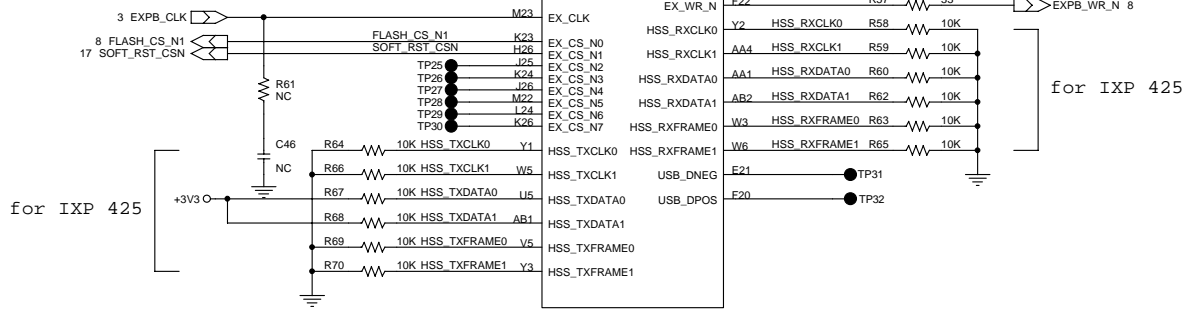 EX_WR_N F22 R57 33 EXPB_WR_N 8
3 EXPB_CLK M23 EX_CLK
HSS_RXCLK0 Y2 HSS_RXCLK0 R58 10K
8 FLASH_CS_N1 FLASH_CS_N1 K23 EX_CS_N0
17 SOFT_RST_CSN SOFT_RST_CSN H26 EX_CS_N1
HSS_RXCLK1 AA4 HSS_RXCLK1 R59 10K
TP25 J25 EX_CS_N2
TP26 K24 EX_CS_N3
HSS_RXDATA0 AA1 HSS_RXDATA0 R60 10K
TP27 J26 EX_CS_N4
TP28 M22 EX_CS_N5
HSS_RXDATA1 AB2 HSS_RXDATA1 R62 10K
TP29 L24 EX_CS_N6
TP30 K26 EX_CS_N7
HSS_RXFRAME0 W3 HSS_RXFRAME0 R63 10K
HSS_RXFRAME1 W6 HSS_RXFRAME1 R65 10K
for IXP 425
R61
NC
C46
NC
R64 10K HSS_TXCLK0 Y1 HSS_TXCLK0
R66 10K HSS_TXCLK1 W5 HSS_TXCLK1
USB_DNEG E21 TP31
+3V3 R67 10K HSS_TXDATA0 U5 HSS_TXDATA0
USB_DPOS F20 TP32
for IXP 425
R68 10K HSS_TXDATA1 AB1 HSS_TXDATA1
R69 10K HSS_TXFRAME0 V5 HSS_TXFRAME0
R70 10K HSS_TXFRAME1 Y3 HSS_TXFRAME1